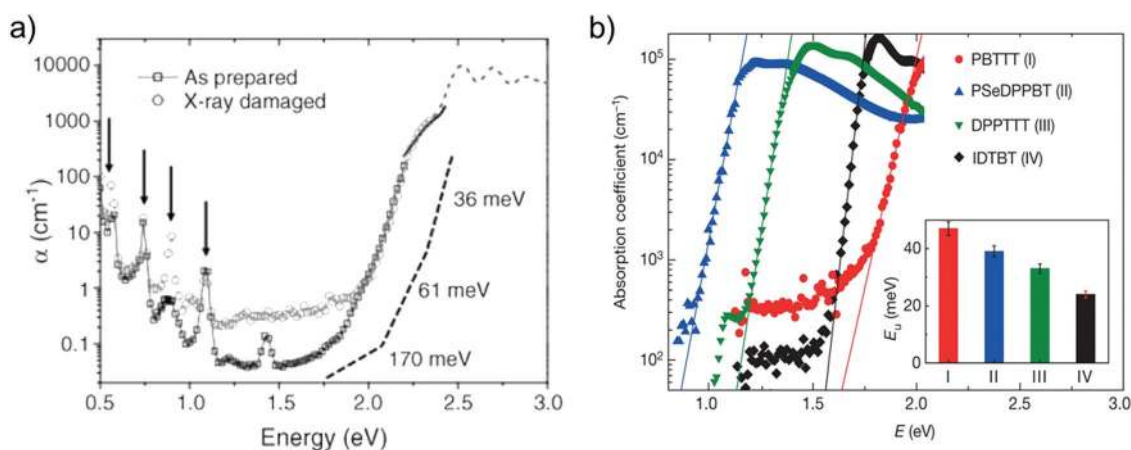 a)
α (cm⁻¹)
10000
1000
100
10
1
0.1
As prepared
X-ray damaged
36 meV
61 meV
170 meV
0.5 1.0 1.5 2.0 2.5 3.0
Energy (eV)
b)
Absorption coefficient (cm⁻¹)
10⁵
10⁴
10³
10²
PBTTT (I)
PSeDPPBT (II)
DPPTTT (III)
IDTBT (IV)
Eᵤ (meV)
40
20
0
I II III IV
1.0 1.5 2.0 2.5 3.0
E (eV)